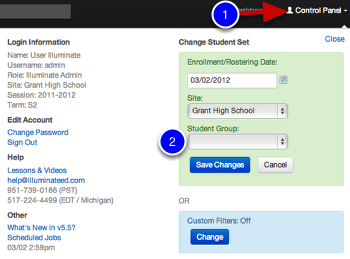 1
Control Panel
Close
Login Information
Name: User Illuminate
Username: admin
Role: Illuminate Admin
Site: Grant High School
Session: 2011-2012
Term: S2
Edit Account
Change Password
Sign Out
Help
Lessons & Videos
help@illuminateed.com
951-739-0186 (PST)
517-224-4499 (EDT / Michigan)
Other
What's New in v5.5?
Scheduled Jobs
03/02 2:59pm
Change Student Set
Enrollment/Rostering Date:
03/02/2012
Site:
Grant High School
Student Group:
2
Save Changes
Cancel
OR
Custom Filters: Off
Change